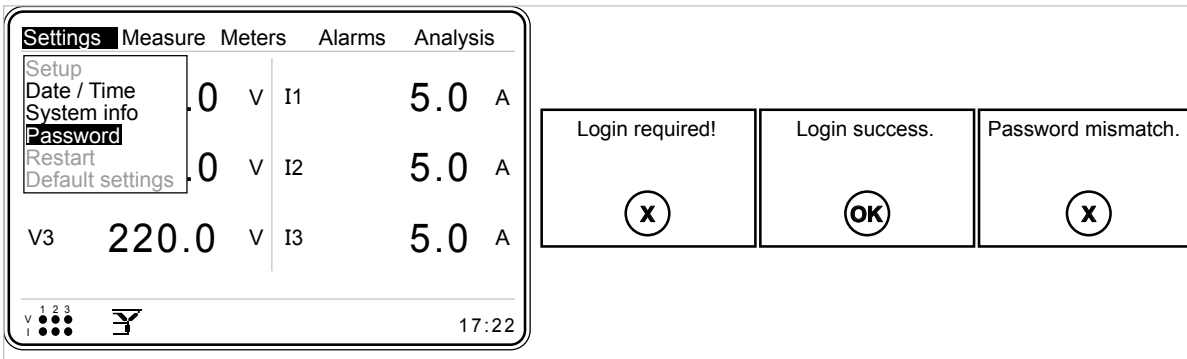 Settings Measure Meters Alarms Analysis
Setup
Date / Time
System info
Password
Restart
Default settings
.0 V I1 5.0 A
.0 V I2 5.0 A
V3 220.0 V I3 5.0 A
1 2 3
V
I
17:22
Login required!
X
Login success.
OK
Password mismatch.
X